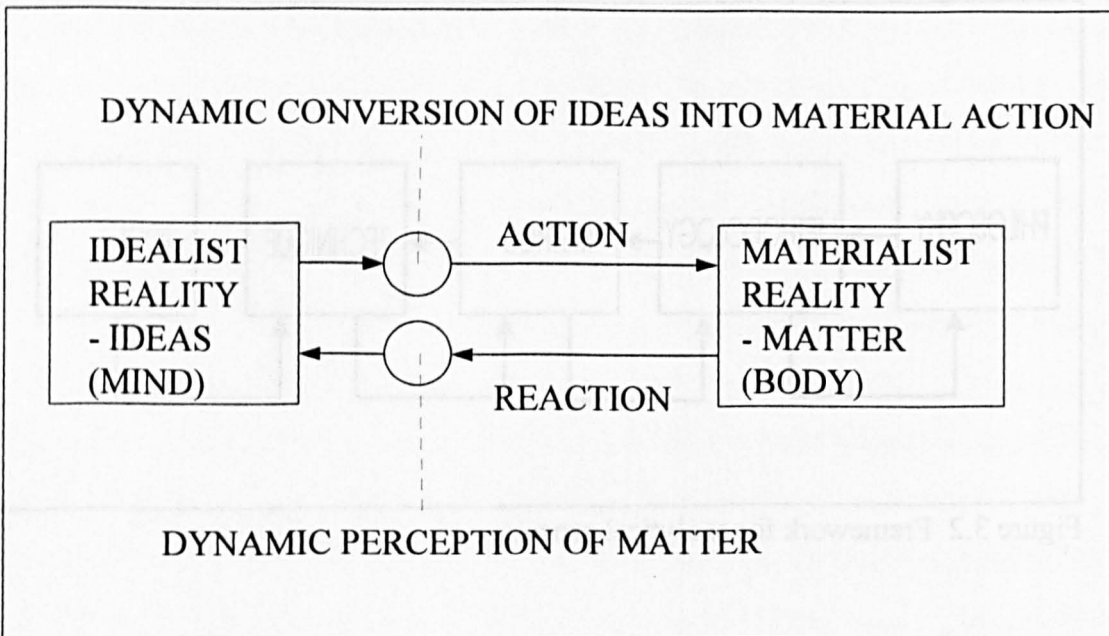 DYNAMIC CONVERSION OF IDEAS INTO MATERIAL ACTION
IDEALIST
REALITY
- IDEAS
(MIND)
ACTION
REACTION
MATERIALIST
REALITY
- MATTER
(BODY)
DYNAMIC PERCEPTION OF MATTER